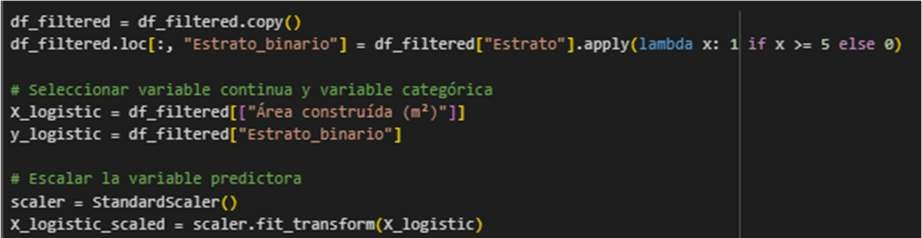 df_filtered = df_filtered.copy()
df_filtered.loc[:, "Estrato_binario"] = df_filtered["Estrato"].apply(lambda x: 1 if x >= 5 else 0)
# Seleccionar variable continua y variable categórica
X_logistic = df_filtered[["Área construída (m²)"]]
y_logistic = df_filtered["Estrato_binario"]
# Escalar la variable predictora
scaler = StandardScaler()
X_logistic_scaled = scaler.fit_transform(X_logistic)